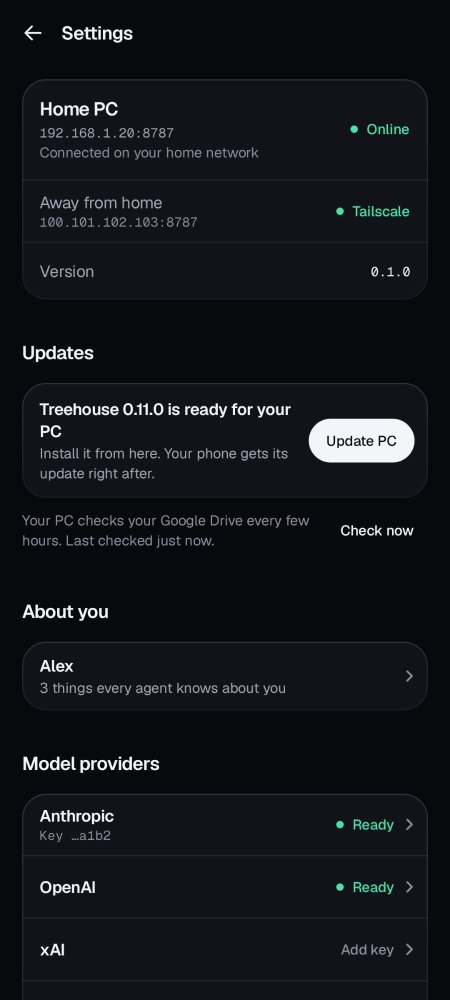 Settings
Home PC
192.168.1.20:8787
Connected on your home network
Online
Away from home
100.101.102.103:8787
Tailscale
Version
0.1.0
Updates
Treehouse 0.11.0 is ready for your
PC
Install it from here. Your phone gets its
update right after.
Update PC
Your PC checks your Google Drive every few
hours. Last checked just now.
Check now
About you
Alex
3 things every agent knows about you
Model providers
Anthropic
Key …a1b2
Ready
OpenAI
Ready
xAI
Add key